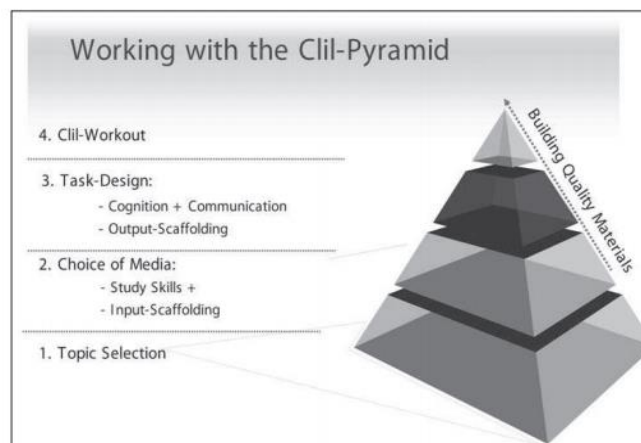 Working with the Clil-Pyramid
4. Clil-Workout
3. Task-Design:
- Cognition + Communication
- Output-Scaffolding
2. Choice of Media:
- Study Skills +
- Input-Scaffolding
1. Topic Selection
Building Quality Materials